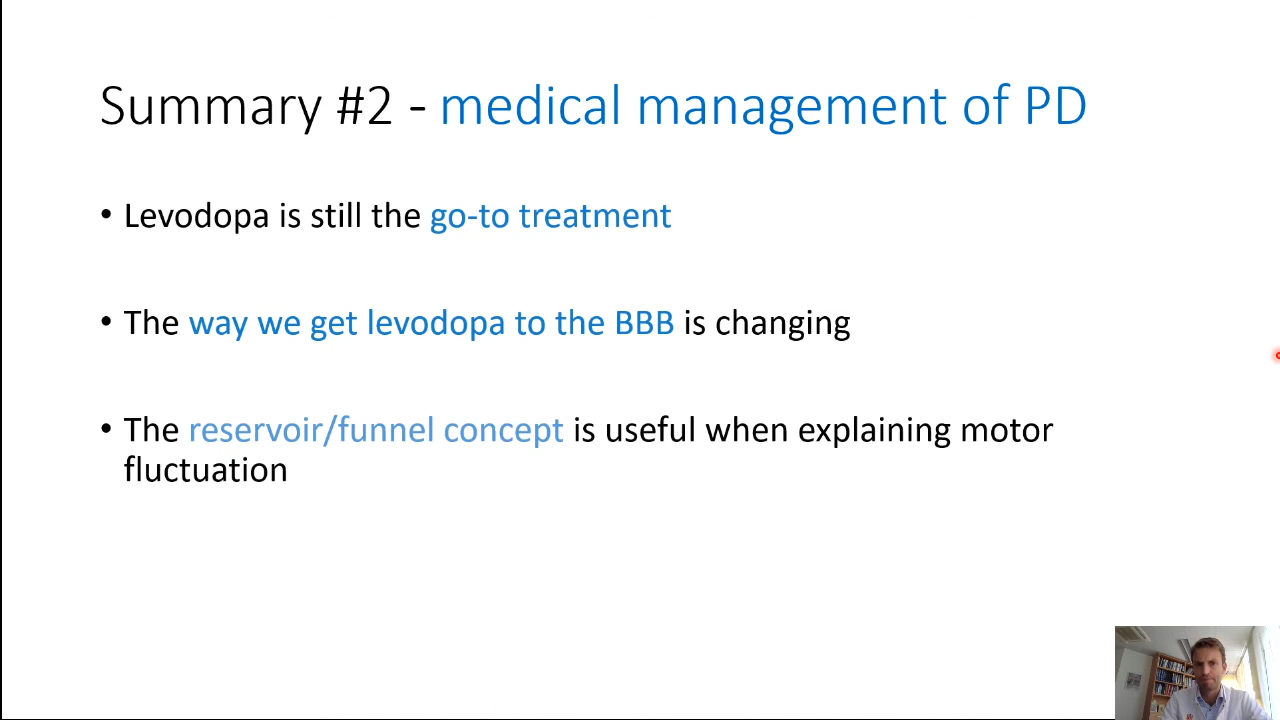 Summary #2 - medical management of PD
• Levodopa is still the go-to treatment
• The way we get levodopa to the BBB is changing
• The reservoir/funnel concept is useful when explaining motor
fluctuation